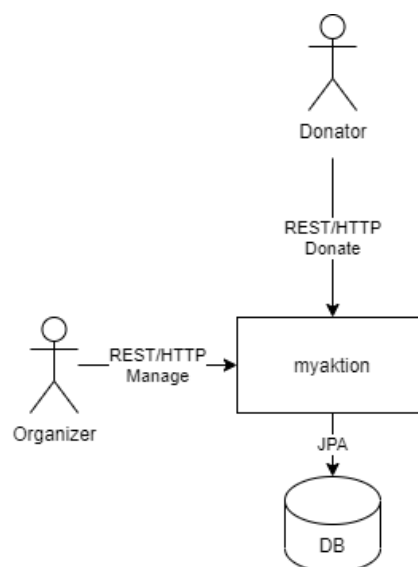 Donator
REST/HTTP
Donate
REST/HTTP
Manage
myaktion
Organizer
JPA
DB